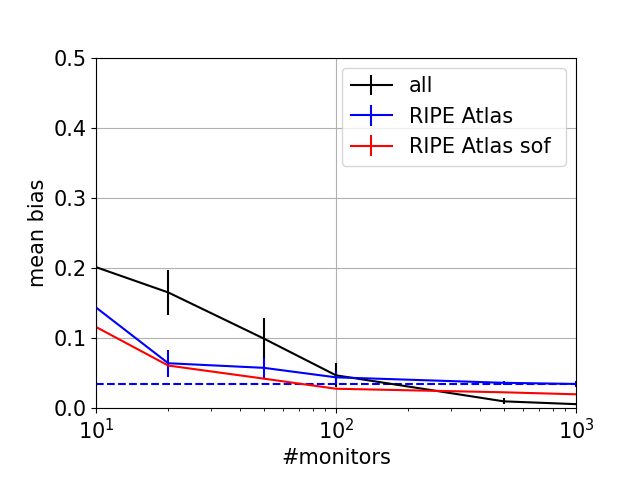 0.5
0.4
0.3
0.2
0.1
0.0
mean bias
all
RIPE Atlas
RIPE Atlas sof
10¹
10²
10³
#monitors